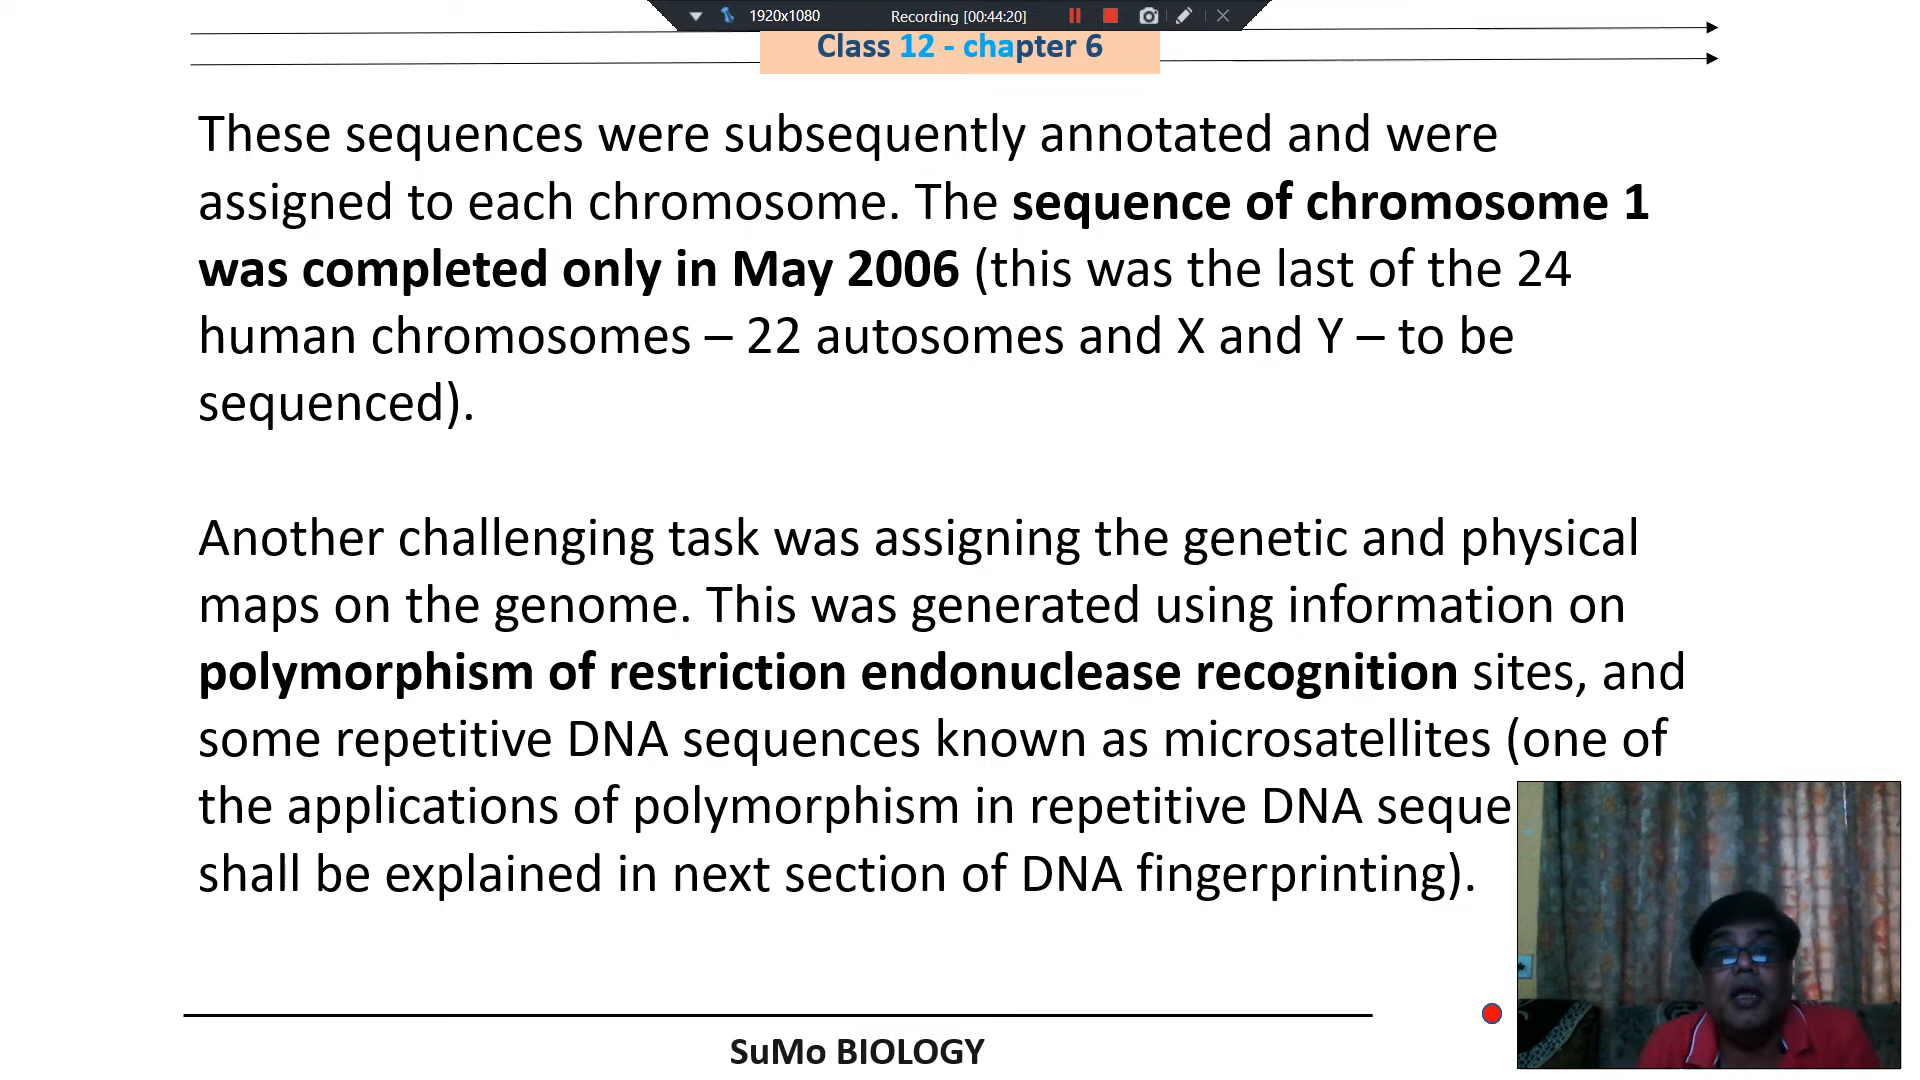 1920x1080 Recording [00:44:20]
Class 12 - chapter 6
These sequences were subsequently annotated and were
assigned to each chromosome. The sequence of chromosome 1
was completed only in May 2006 (this was the last of the 24
human chromosomes – 22 autosomes and X and Y – to be
sequenced).
Another challenging task was assigning the genetic and physical
maps on the genome. This was generated using information on
polymorphism of restriction endonuclease recognition sites, and
some repetitive DNA sequences known as microsatellites (one of
the applications of polymorphism in repetitive DNA seque
shall be explained in next section of DNA fingerprinting).
SuMo BIOLOGY